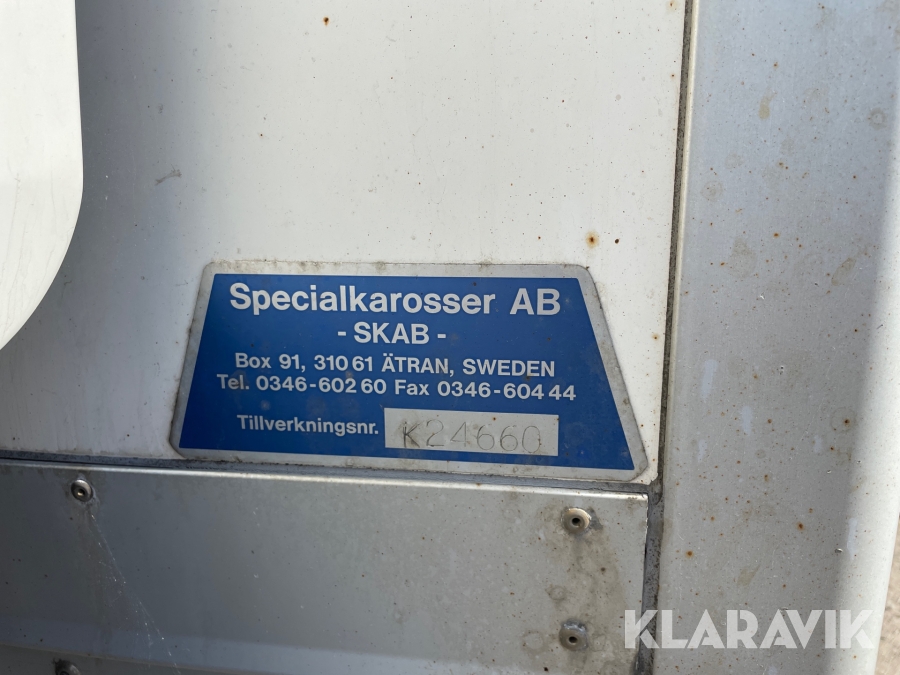 Specialkarosser AB
- SKAB -
Box 91, 310 61 ÄTRAN, SWEDEN
Tel. 0346-602 60 Fax 0346-604 44
Tillverkningsnr. K24660
KLARAVIK